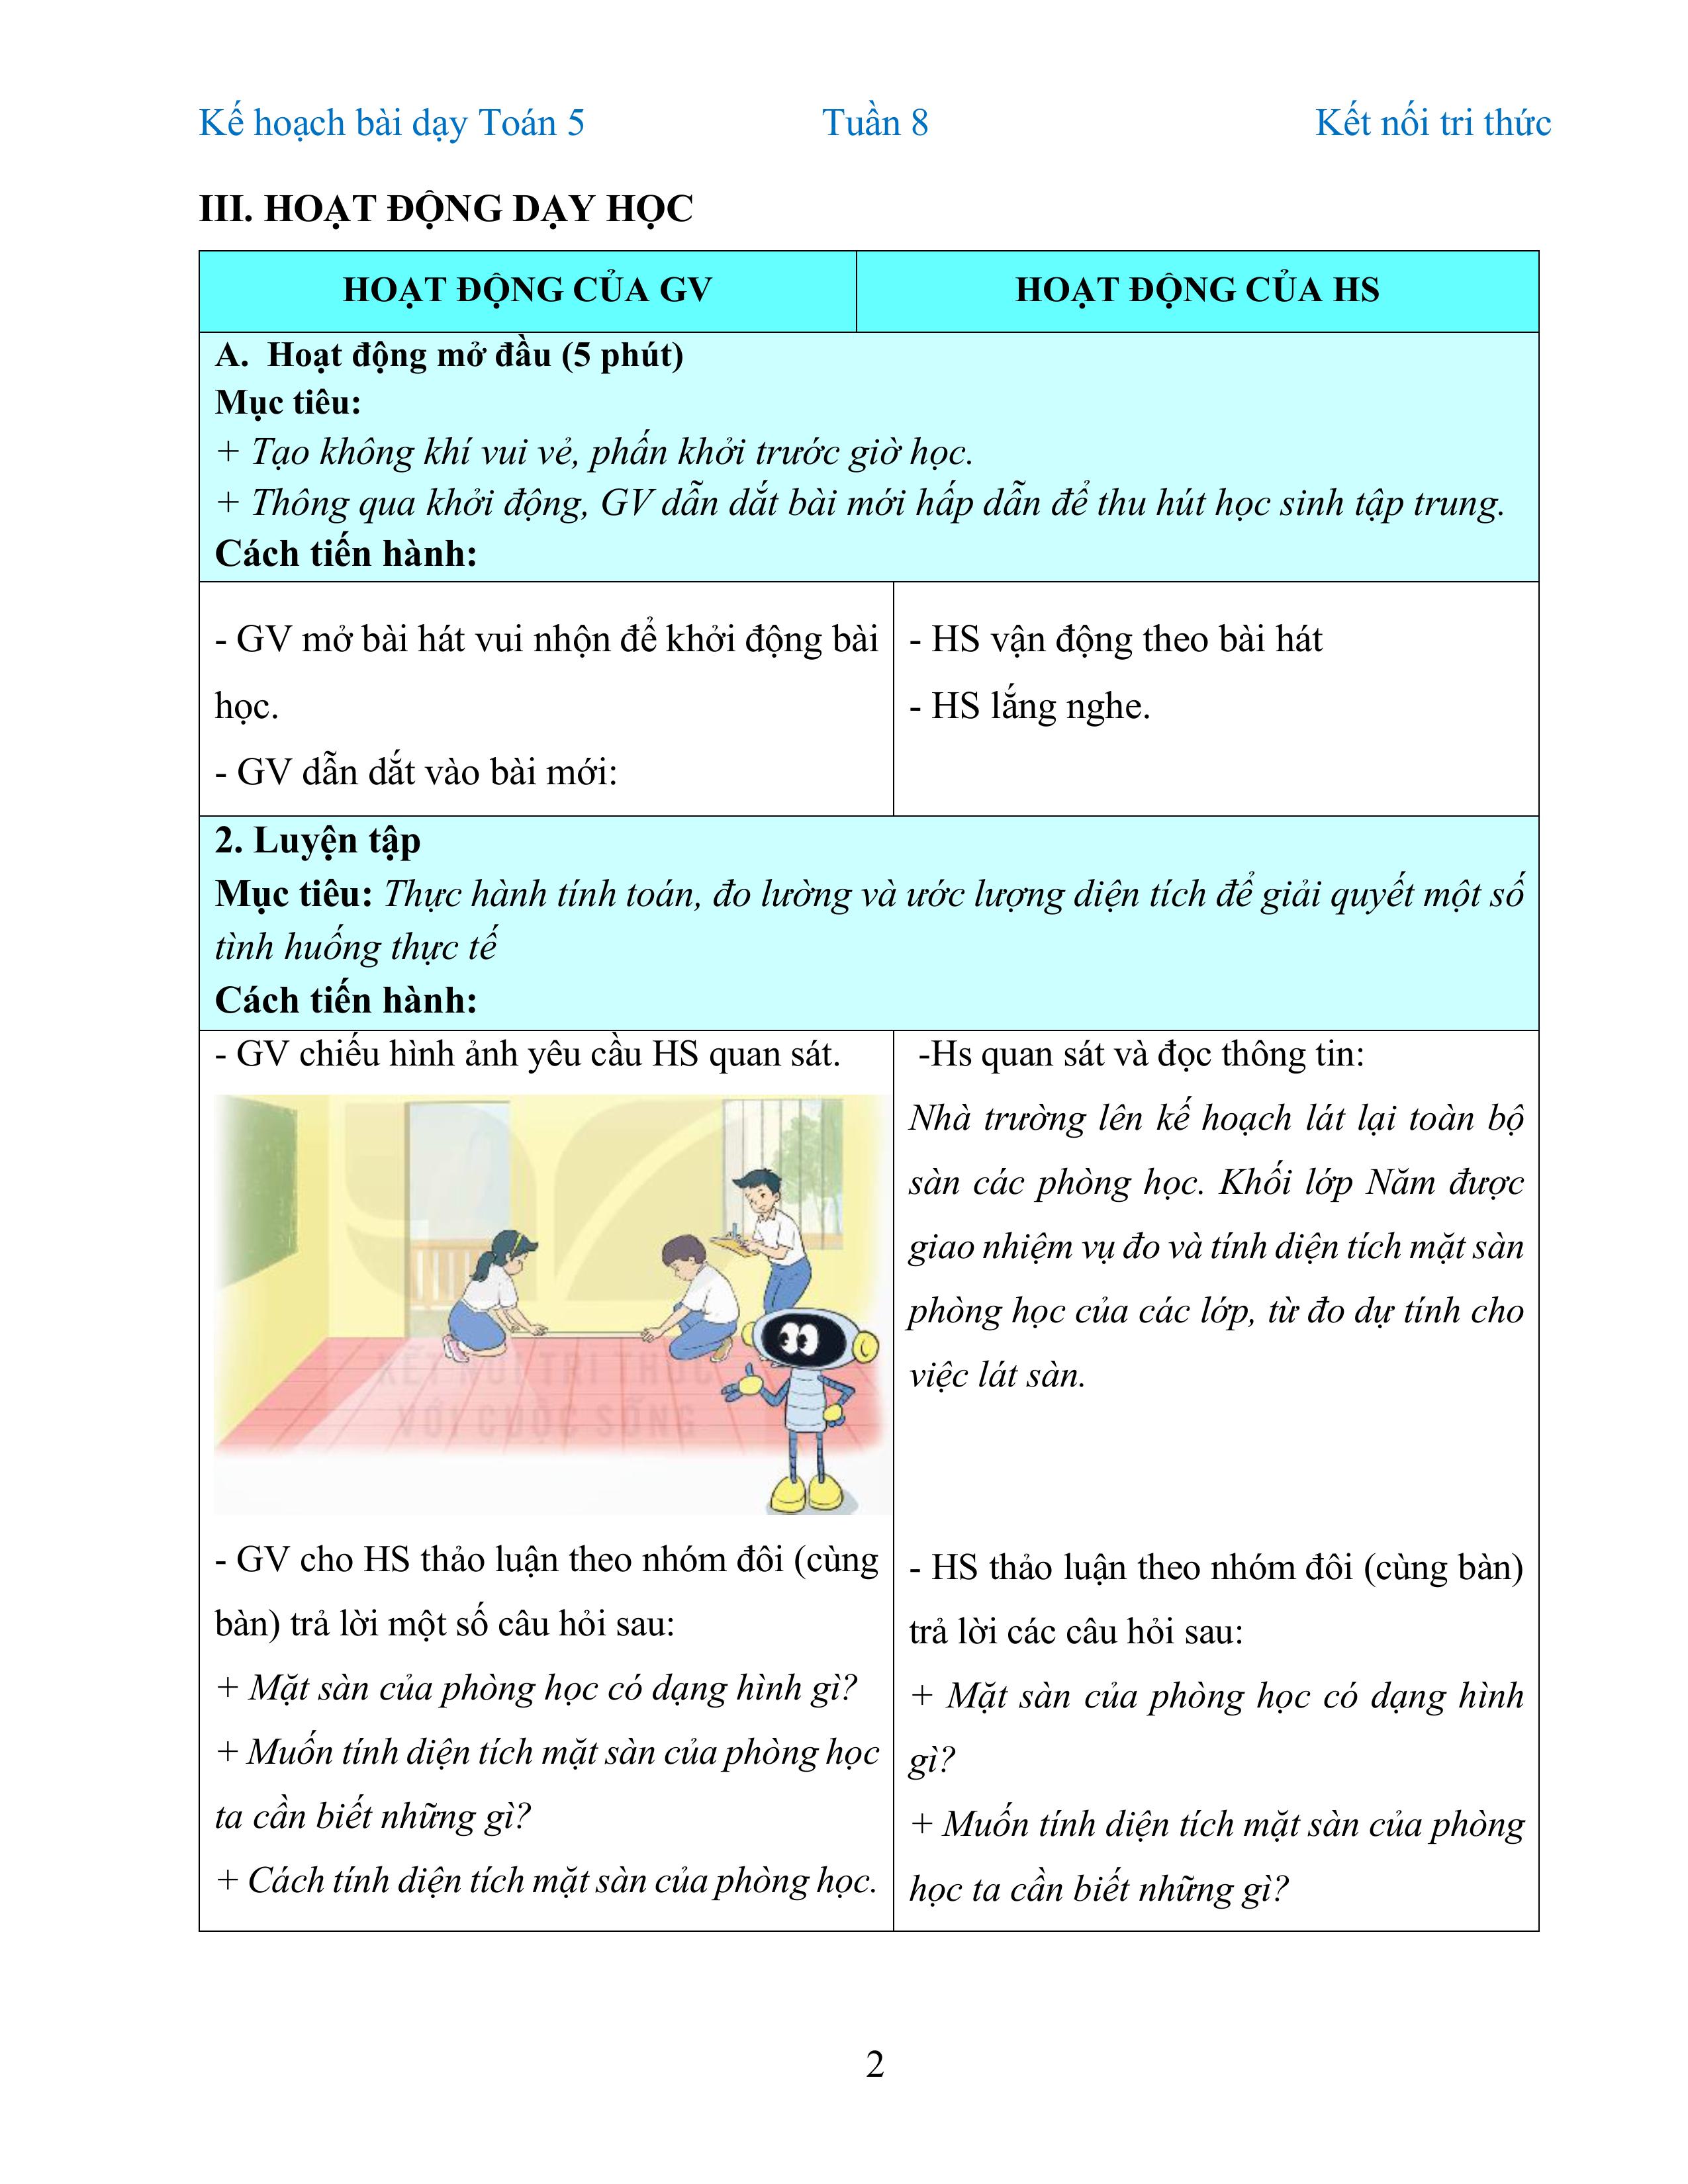 Kế hoạch bài dạy Toán 5 Tuần 8 Kết nối tri thức
III. HOẠT ĐỘNG DẠY HỌC
HOẠT ĐỘNG CỦA GV
HOẠT ĐỘNG CỦA HS
A. Hoạt động mở đầu (5 phút)
Mục tiêu:
+ Tạo không khí vui vẻ, phấn khởi trước giờ học.
+ Thông qua khởi động, GV dẫn dắt bài mới hấp dẫn để thu hút học sinh tập trung.
Cách tiến hành:
- GV mở bài hát vui nhộn để khởi động bài
học.
- GV dẫn dắt vào bài mới:
- HS vận động theo bài hát
- HS lắng nghe.
2. Luyện tập
Mục tiêu: Thực hành tính toán, đo lường và ước lượng diện tích để giải quyết một số
tình huống thực tế
Cách tiến hành:
- GV chiếu hình ảnh yêu cầu HS quan sát.
KẾT NỐI TRI THỨC
VỚI CUỘC SỐNG
- GV cho HS thảo luận theo nhóm đôi (cùng
bàn) trả lời một số câu hỏi sau:
+ Mặt sàn của phòng học có dạng hình gì?
+ Muốn tính diện tích mặt sàn của phòng học
ta cần biết những gì?
+ Cách tính diện tích mặt sàn của phòng học.
-Hs quan sát và đọc thông tin:
Nhà trường lên kế hoạch lát lại toàn bộ
sàn các phòng học. Khối lớp Năm được
giao nhiệm vụ đo và tính diện tích mặt sàn
phòng học của các lớp, từ đo dự tính cho
việc lát sàn.
- HS thảo luận theo nhóm đôi (cùng bàn)
trả lời các câu hỏi sau:
+ Mặt sàn của phòng học có dạng hình
gì?
+ Muốn tính diện tích mặt sàn của phòng
học ta cần biết những gì?
2